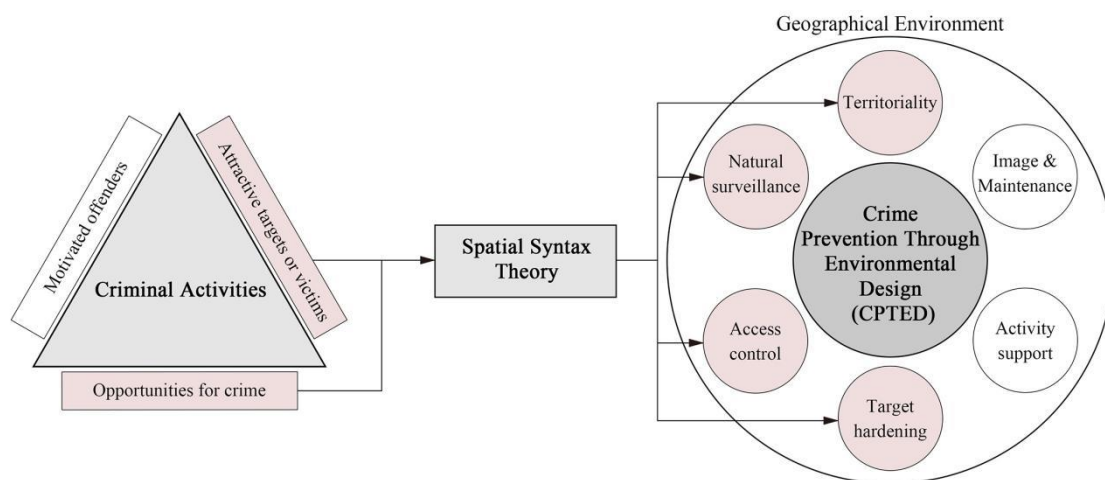 Geographical Environment
Motivated offenders
Attractive targets or victims
Criminal Activities
Opportunities for crime
Spatial Syntax
Theory
Territoriality
Natural
surveillance
Image &
Maintenance
Crime
Prevention Through
Environmental
Design
(CPTED)
Access
control
Activity
support
Target
hardening